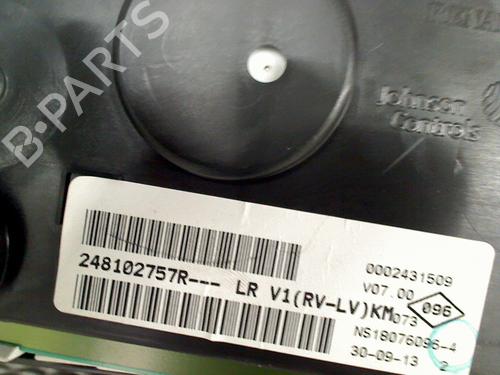 B-PARTS
Johnson
Controls
248102757R--- LR V1(RV-LV)KM
0002431509
V07.00
096
073
NS18076096-4
30-09-13 2